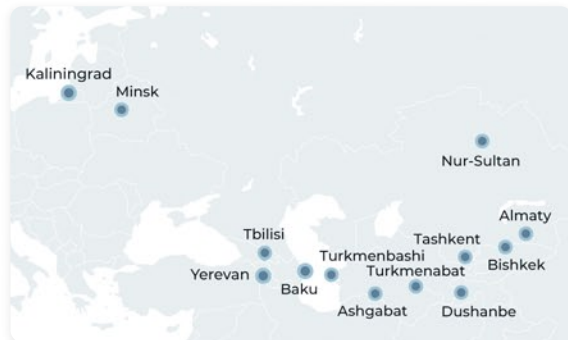 Kaliningrad
Minsk
Nur-Sultan
Almaty
Tbilisi
Tashkent
Turkmenbashi
Bishkek
Yerevan
Turkmenabat
Baku
Ashgabat
Dushanbe